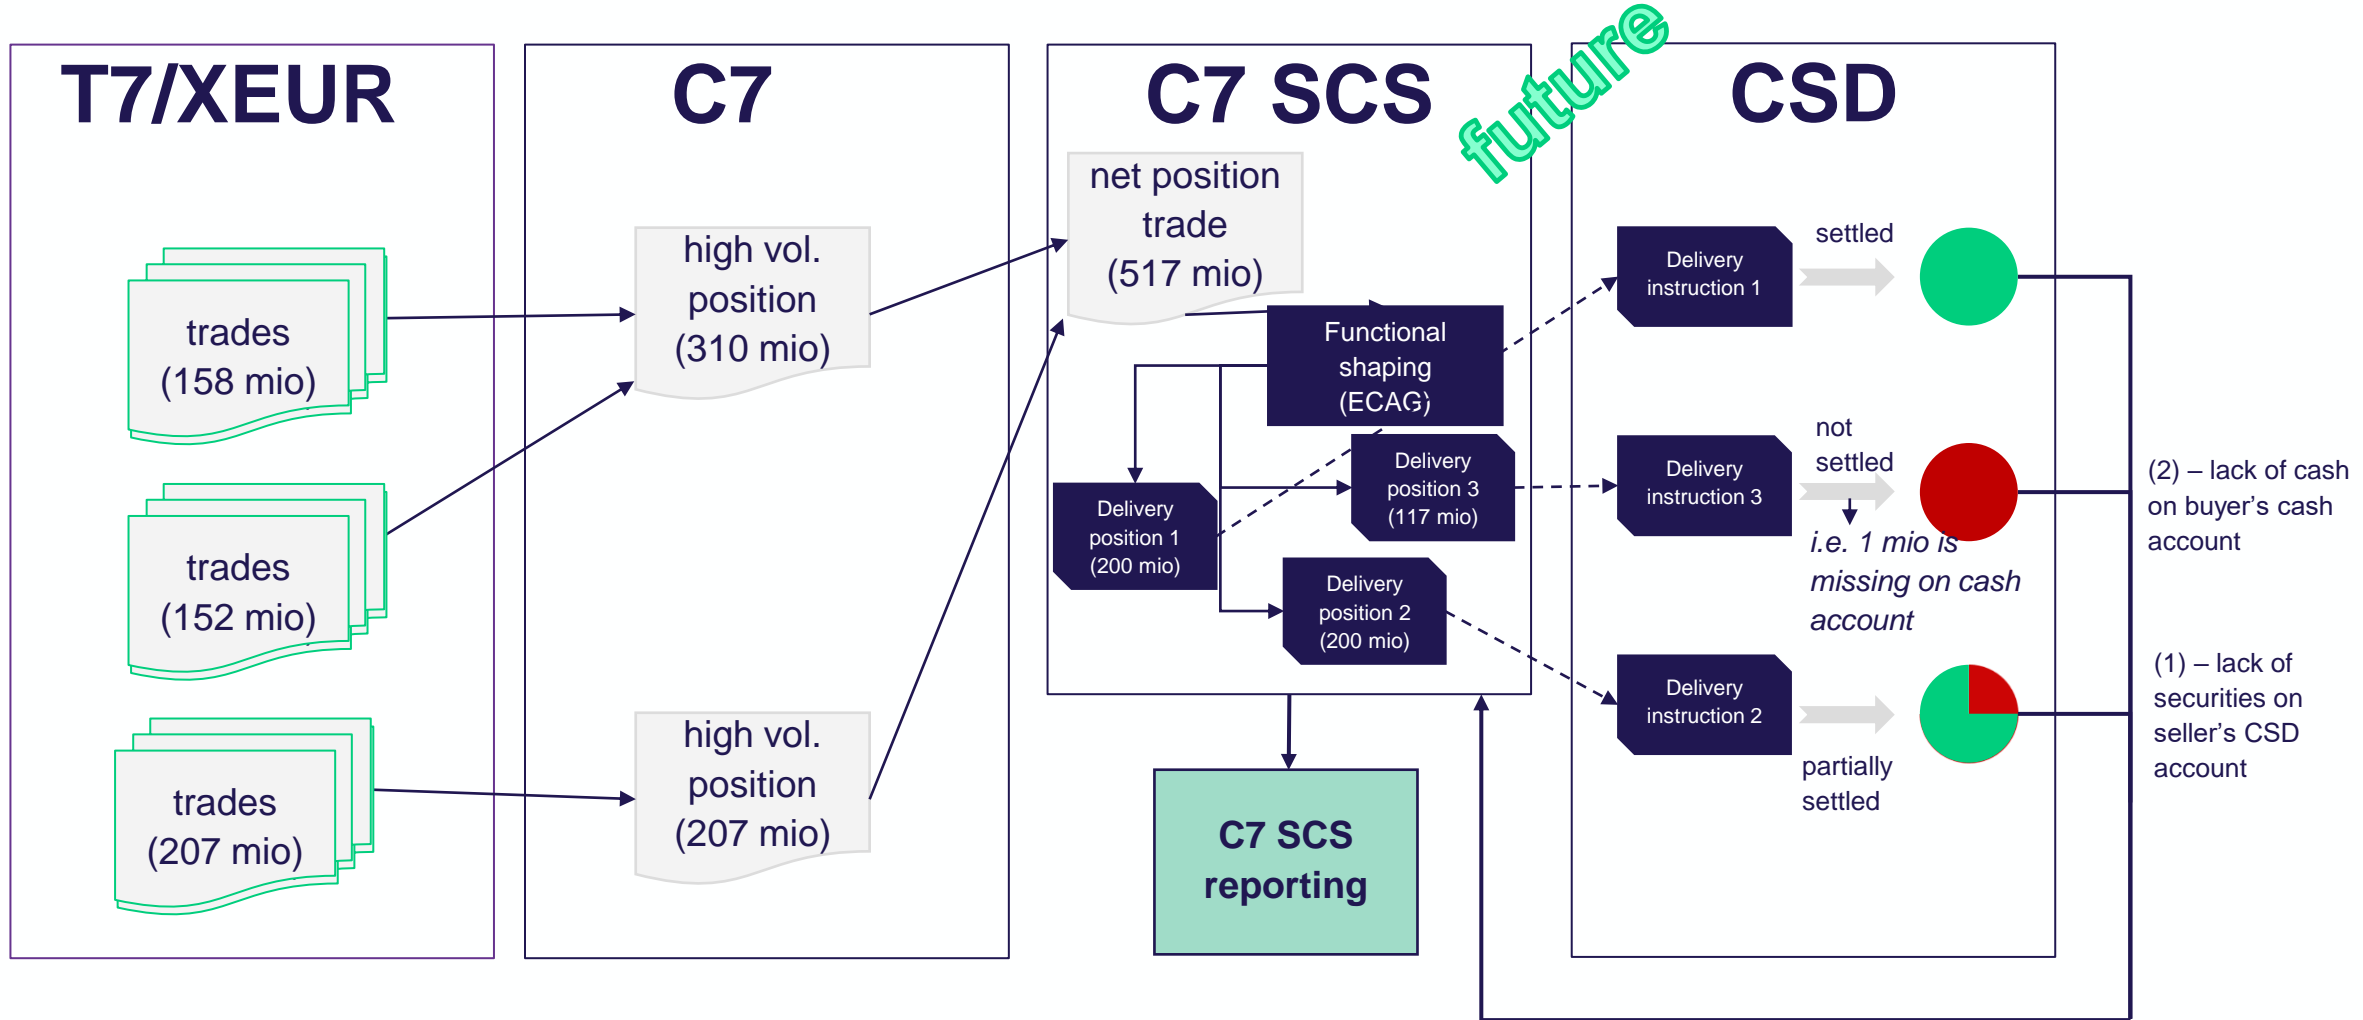 T7/XEUR
trades
(158 mio)
trades
(152 mio)
trades
(207 mio)
C7
high vol.
position
(310 mio)
high vol.
position
(207 mio)
C7 SCS
future
net position
trade
(517 mio)
Functional
shaping
(ECAG)
Delivery
position 1
(200 mio)
Delivery
position 3
(117 mio)
Delivery
position 2
(200 mio)
C7 SCS
reporting
CSD
Delivery
instruction 1
settled
Delivery
instruction 3
not
settled
i.e. 1 mio is
missing on cash
account
Delivery
instruction 2
partially
settled
(2) – lack of cash
on buyer’s cash
account
(1) – lack of
securities on
seller’s CSD
account